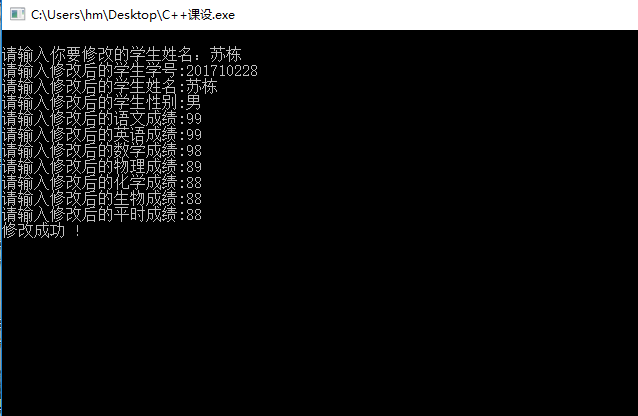 C:\Users\hm\Desktop\C++课设.exe
请输入你要修改的学生姓名：苏栋
请输入修改后的学生学号:201710228
请输入修改后的学生姓名:苏栋
请输入修改后的学生性别:男
请输入修改后的语文成绩:99
请输入修改后的英语成绩:99
请输入修改后的数学成绩:98
请输入修改后的物理成绩:89
请输入修改后的化学成绩:88
请输入修改后的生物成绩:88
请输入修改后的平时成绩:88
修改成功 !